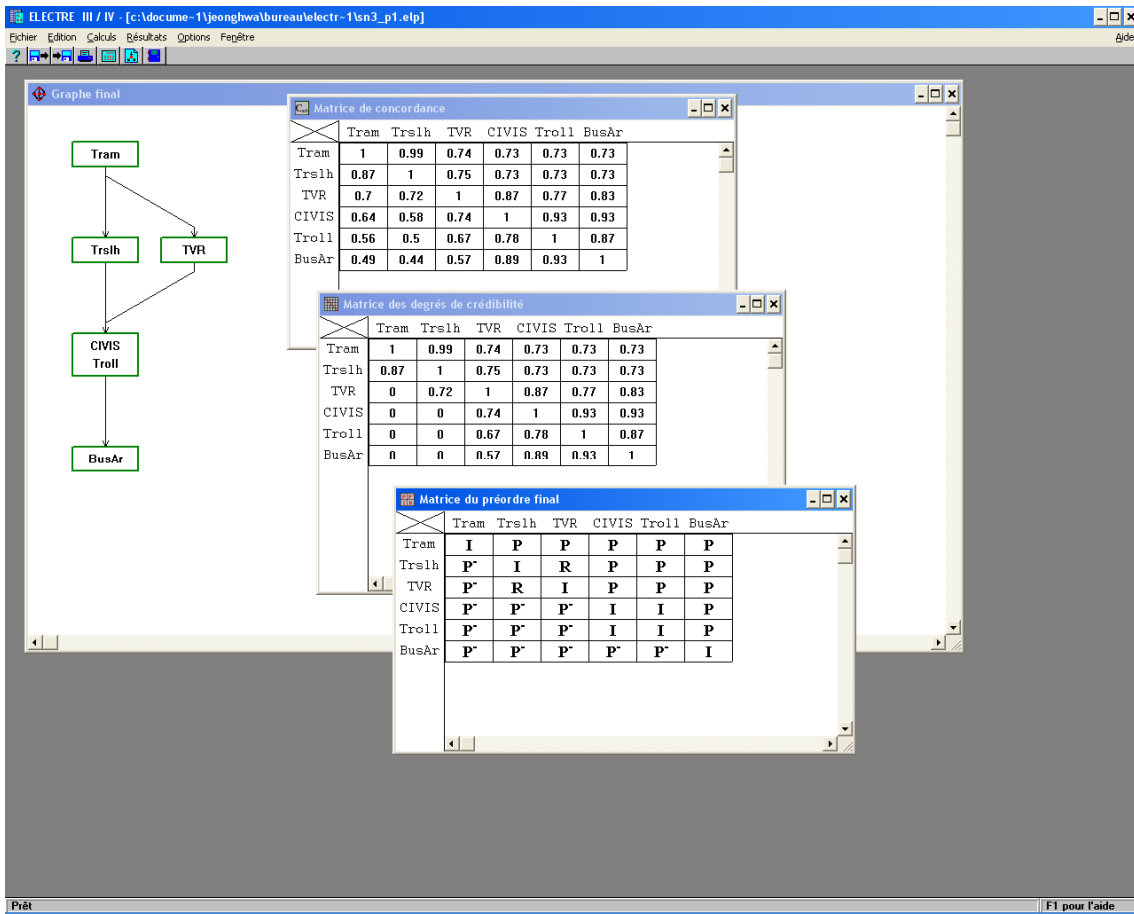 ELECTRE III / IV - [c:\docume~1\jeonghwa\bureau\electr~1\sn3_p1.elp]
Fichier Edition Calculs Résultats Options Fenêtre Aide
?
Graphe final
Tram
Trslh TVR
CIVIS
Troll
BusAr
Matrice de concordance
Tram Trslh TVR CIVIS Troll BusAr
Tram 1 0.99 0.74 0.73 0.73 0.73
Trslh 0.87 1 0.75 0.73 0.73 0.73
TVR 0.7 0.72 1 0.87 0.77 0.83
CIVIS 0.64 0.58 0.74 1 0.93 0.93
Troll 0.56 0.5 0.67 0.78 1 0.87
BusAr 0.49 0.44 0.57 0.89 0.93 1
Matrice des degrés de crédibilité
Tram Trslh TVR CIVIS Troll BusAr
Tram 1 0.99 0.74 0.73 0.73 0.73
Trslh 0.87 1 0.75 0.73 0.73 0.73
TVR 0 0.72 1 0.87 0.77 0.83
CIVIS 0 0 0.74 1 0.93 0.93
Troll 0 0 0.67 0.78 1 0.87
BusAr 0 0 0.57 0.89 0.93 1
Matrice du préordre final
Tram Trslh TVR CIVIS Troll BusAr
Tram I P P P P P
Trslh P⁻ I R P P P
TVR P⁻ R I P P P
CIVIS P⁻ P⁻ P⁻ I I P
Troll P⁻ P⁻ P⁻ I I P
BusAr P⁻ P⁻ P⁻ P⁻ P⁻ I
Prêt F1 pour l'aide